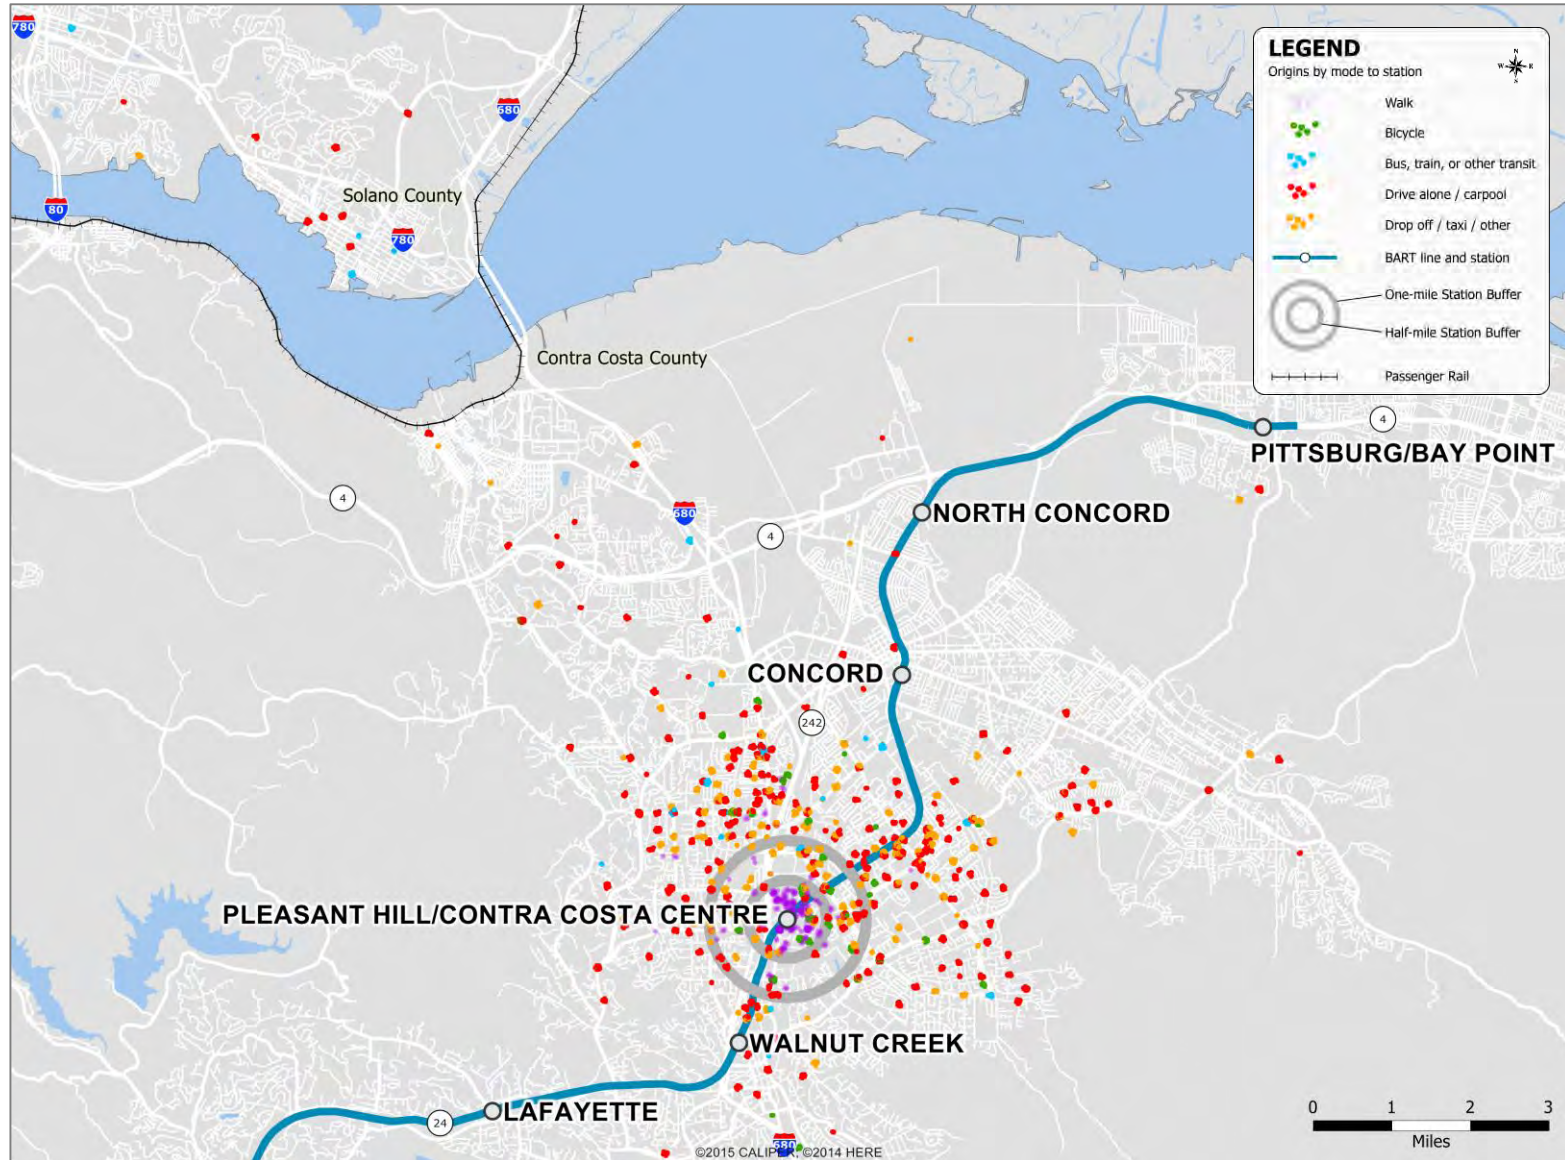 LEGEND
Origins by mode to station
N
W
E
S
Walk
Bicycle
Bus, train, or other transit
Drive alone / carpool
Drop off / taxi / other
BART line and station
One-mile Station Buffer
Half-mile Station Buffer
Passenger Rail
780
680
80
Solano County
780
Contra Costa County
4
PITTSBURG/BAY POINT
4
680
NORTH CONCORD
4
CONCORD
242
PLEASANT HILL/CONTRA COSTA CENTRE
WALNUT CREEK
LAFAYETTE
24
680
0 1 2 3
Miles
©2015 CALIPER, ©2014 HERE